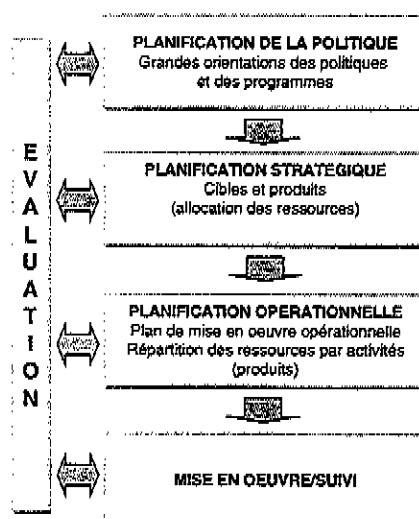 PLANIFICATION DE LA POLITIQUE
Grandes orientations des politiques
et des programmes
EVALUATION
PLANIFICATION STRATEGIQUE
Cibles et produits
(allocation des ressources)
PLANIFICATION OPERATIONNELLE
Plan de mise en oeuvre opérationnelle
Répartition des ressources par activités
(produits)
MISE EN OEUVRE/SUIVI